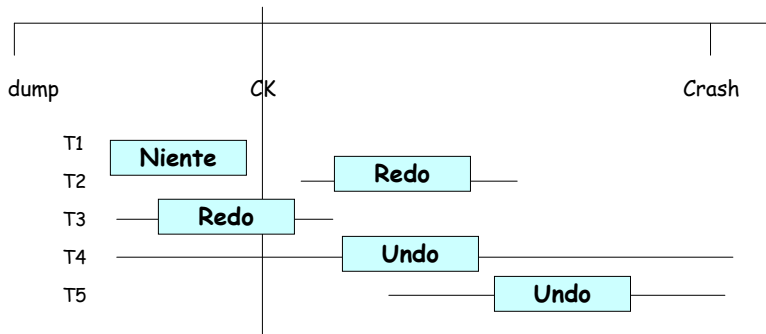 dump CK Crash
T1 Niente
T2 Redo
T3 Redo
T4 Undo
T5 Undo